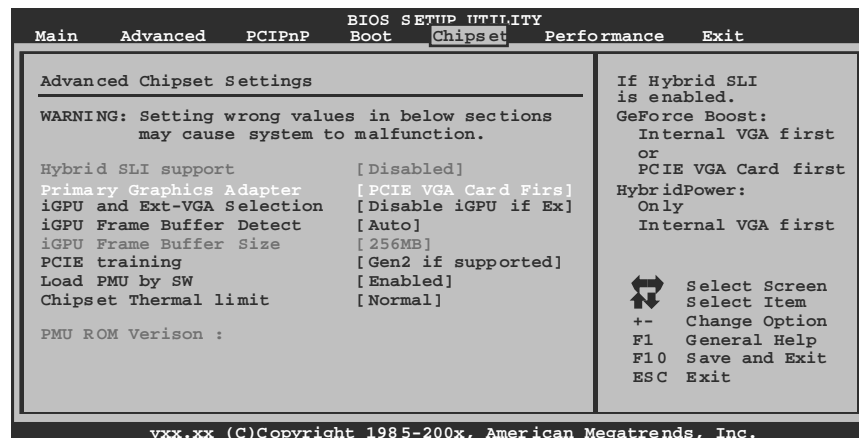 BIOS SETUP UTILITY
Main Advanced PCIPnP Boot Chipset Performance Exit
Advanced Chipset Settings
WARNING: Setting wrong values in below sections
may cause system to malfunction.
Hybrid SLI support [Disabled]
Primary Graphics Adapter [PCIE VGA Card Firs]
iGPU and Ext-VGA Selection [Disable iGPU if Ex]
iGPU Frame Buffer Detect [Auto]
iGPU Frame Buffer Size [256MB]
PCIE training [Gen2 if supported]
Load PMU by SW [Enabled]
Chipset Thermal limit [Normal]
PMU ROM Verison :
If Hybrid SLI
is enabled.
GeForce Boost:
Internal VGA first
or
PCIE VGA Card first
HybridPower:
Only
Internal VGA first
Select Screen
Select Item
+- Change Option
F1 General Help
F10 Save and Exit
ESC Exit
vxx.xx (C)Copyright 1985-200x, American Megatrends, Inc.